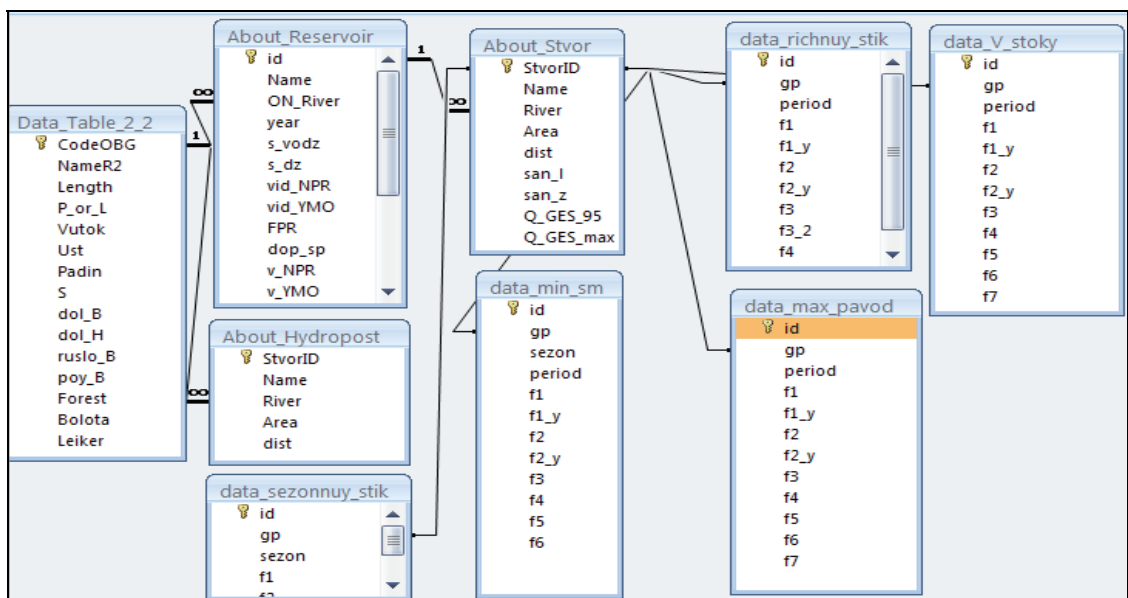 Data_Table_2_2
CodeOBG
NameR2
Length
P_or_L
Vutok
Ust
Padin
S
dol_B
dol_H
ruslo_B
poy_B
Forest
Bolota
Leiker
∞
1
∞
About_Reservoir
id
Name
ON_River
year
s_vodz
s_dz
vid_NPR
vid_YMO
FPR
dop_sp
v_NPR
v_YMO
1
∞
About_Hydropost
StvorID
Name
River
Area
dist
data_sezonnuy_stik
id
gp
sezon
f1
About_Stvor
StvorID
Name
River
Area
dist
san_l
san_z
Q_GES_95
Q_GES_max
data_min_sm
id
gp
sezon
period
f1
f1_y
f2
f2_y
f3
f4
f5
f6
data_richnuy_stik
id
gp
period
f1
f1_y
f2
f2_y
f3
f3_2
f4
data_max_pavod
id
gp
period
f1
f1_y
f2
f2_y
f3
f4
f5
f6
f7
data_V_stoky
id
gp
period
f1
f1_y
f2
f2_y
f3
f4
f5
f6
f7